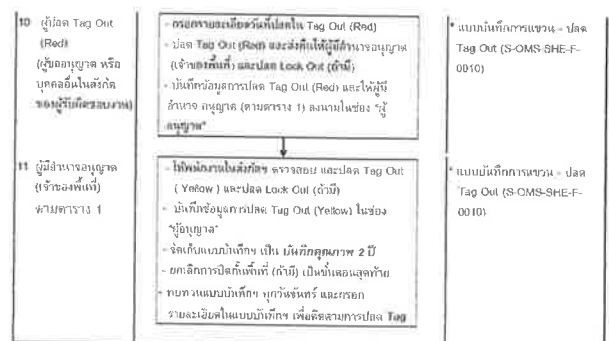 10 ผู้ปลด Tag Out
(Red)
(ผู้ขออนุญาต หรือ
บุคคลอื่นในสังกัด
ของผู้รับผิดชอบงาน)
- กรอกรายละเอียดวันที่ปลดใน Tag Out (Red)
- ปลด Tag Out (Red) และส่งคืนให้ผู้มีอำนาจอนุญาต
(เจ้าของพื้นที่) และปลด Lock Out (ถ้ามี)
- บันทึกข้อมูลการปลด Tag Out (Red) และให้ผู้มี
อำนาจ อนุญาต (ตามตาราง 1) ลงนามในช่อง "ผู้
อนุญาต"
* แบบบันทึกการแขวน - ปลด
Tag Out (S-OMS-SHE-F-
0010)
11 ผู้มีอำนาจอนุญาต
(เจ้าของพื้นที่)
ตามตาราง 1
- ให้พนักงานในสังกัดฯ ตรวจสอบ และปลด Tag Out
( Yellow ) และปลด Lock Out (ถ้ามี)
- บันทึกข้อมูลการปลด Tag Out (Yellow) ในช่อง
"ผู้อนุญาต"
- จัดเก็บแบบบันทึกฯ เป็น บันทึกคุณภาพ 2 ปี
- ยกเลิกการปิดกั้นพื้นที่ (ถ้ามี) เป็นขั้นตอนสุดท้าย
- ทบทวนแบบบันทึกฯ ทุกวันจันทร์ และกรอก
รายละเอียดในแบบบันทึกฯ เพื่อติดตามการปลด Tag
* แบบบันทึกการแขวน - ปลด
Tag Out (S-OMS-SHE-F-
0010)